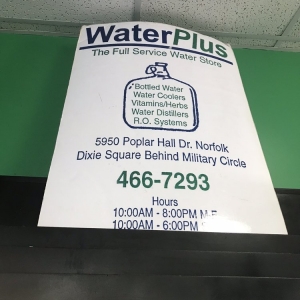 WaterPlus
The Full Service Water Store
Bottled Water
Water Coolers
Vitamins/Herbs
Water Distillers
R.O. Systems
5950 Poplar Hall Dr. Norfolk
Dixie Square Behind Military Circle
466-7293
Hours
10:00AM - 8:00PM M-F
10:00AM - 6:00PM